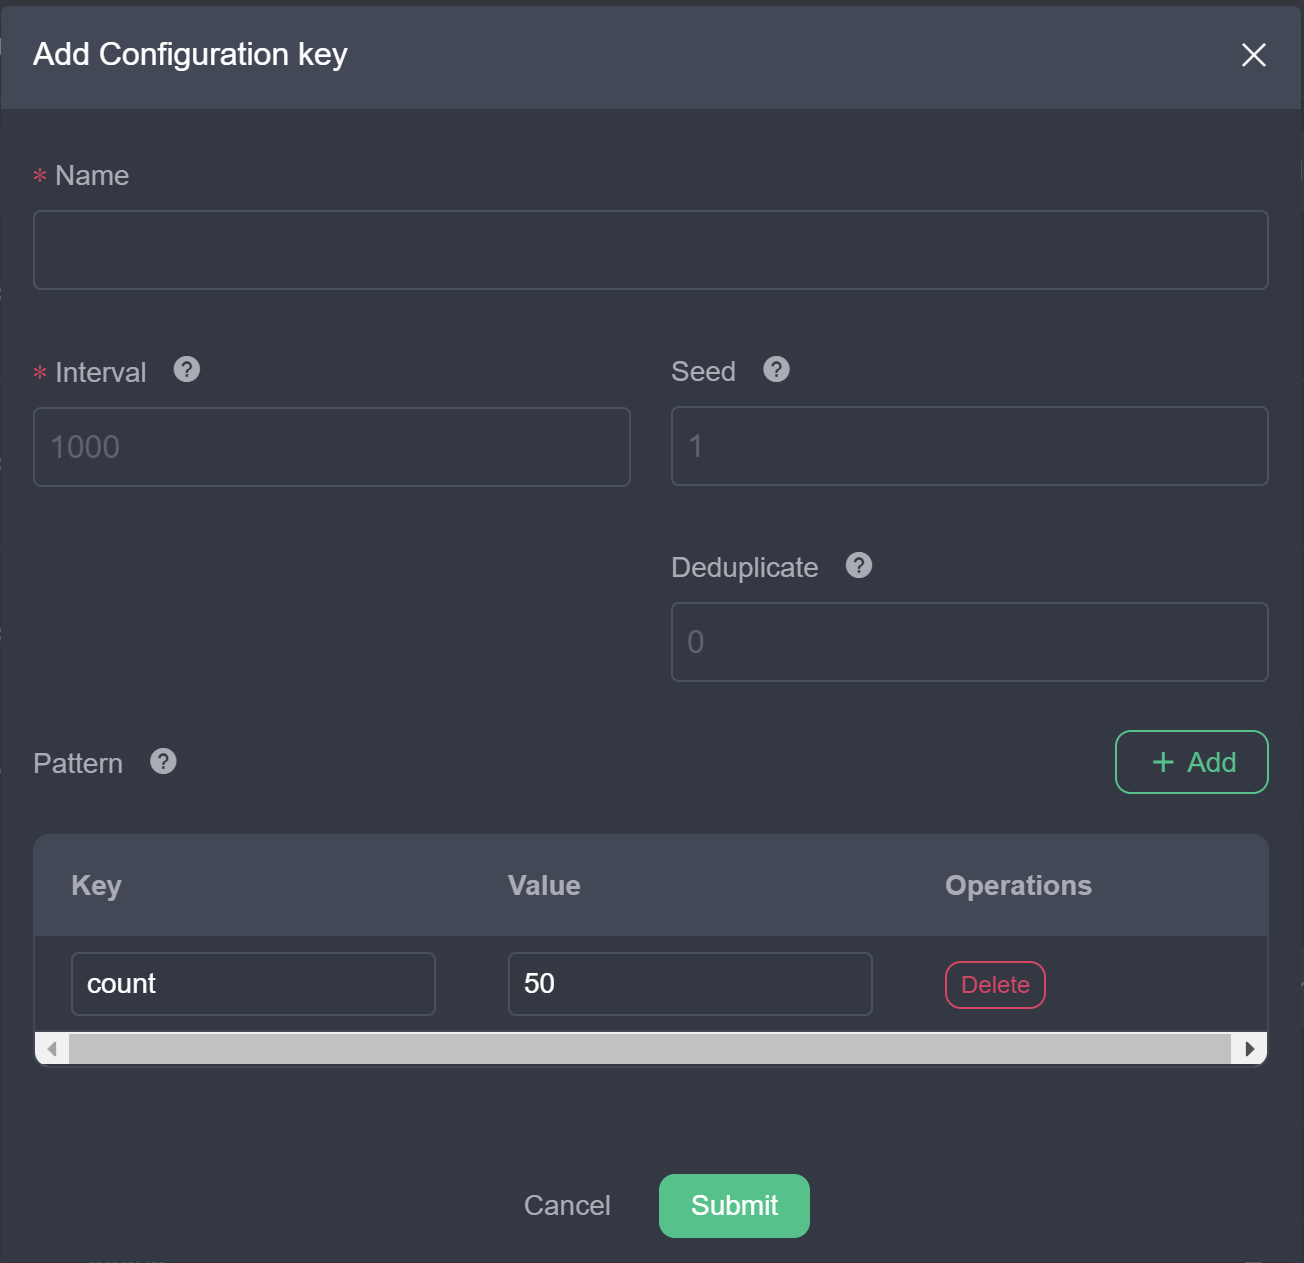 Add Configuration key
* Name
* Interval ? Seed ?
1000 1
Deduplicate ?
0
Pattern ? + Add
Key Value Operations
count 50 Delete
Cancel Submit